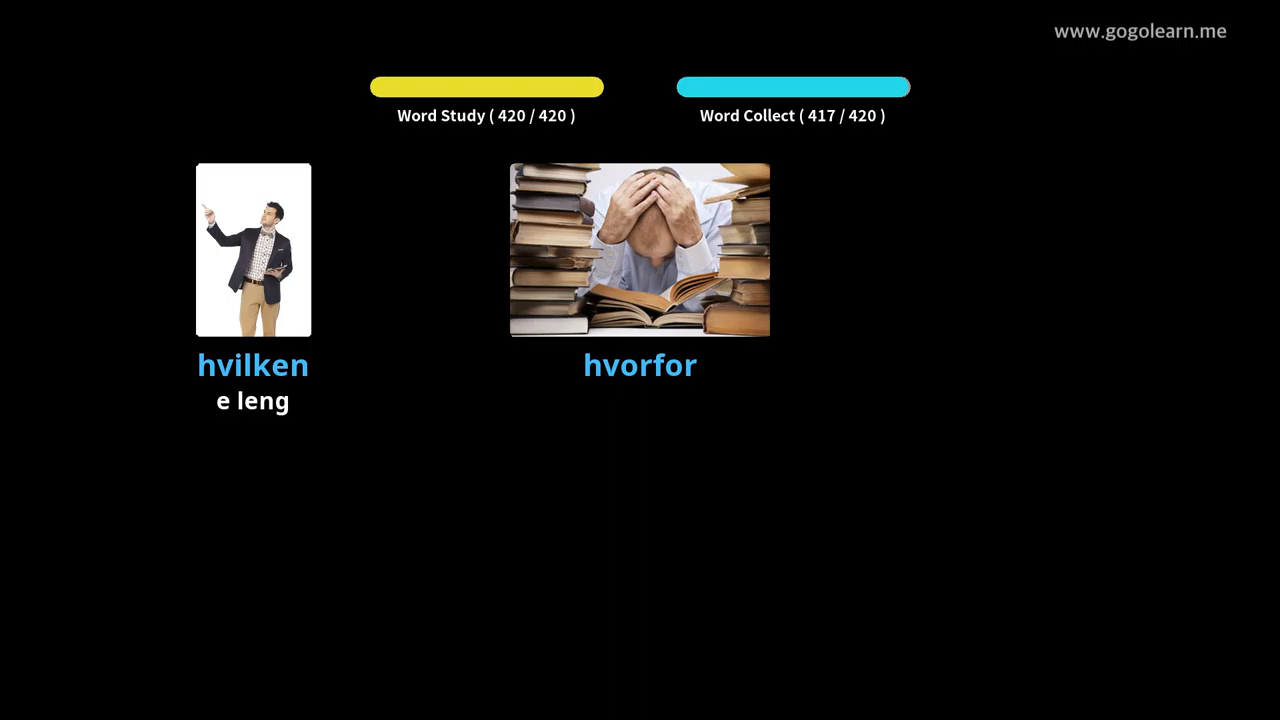 www.gogolearn.me
Word Study ( 420 / 420 )
Word Collect ( 417 / 420 )
hvilken
e leng
hvorfor